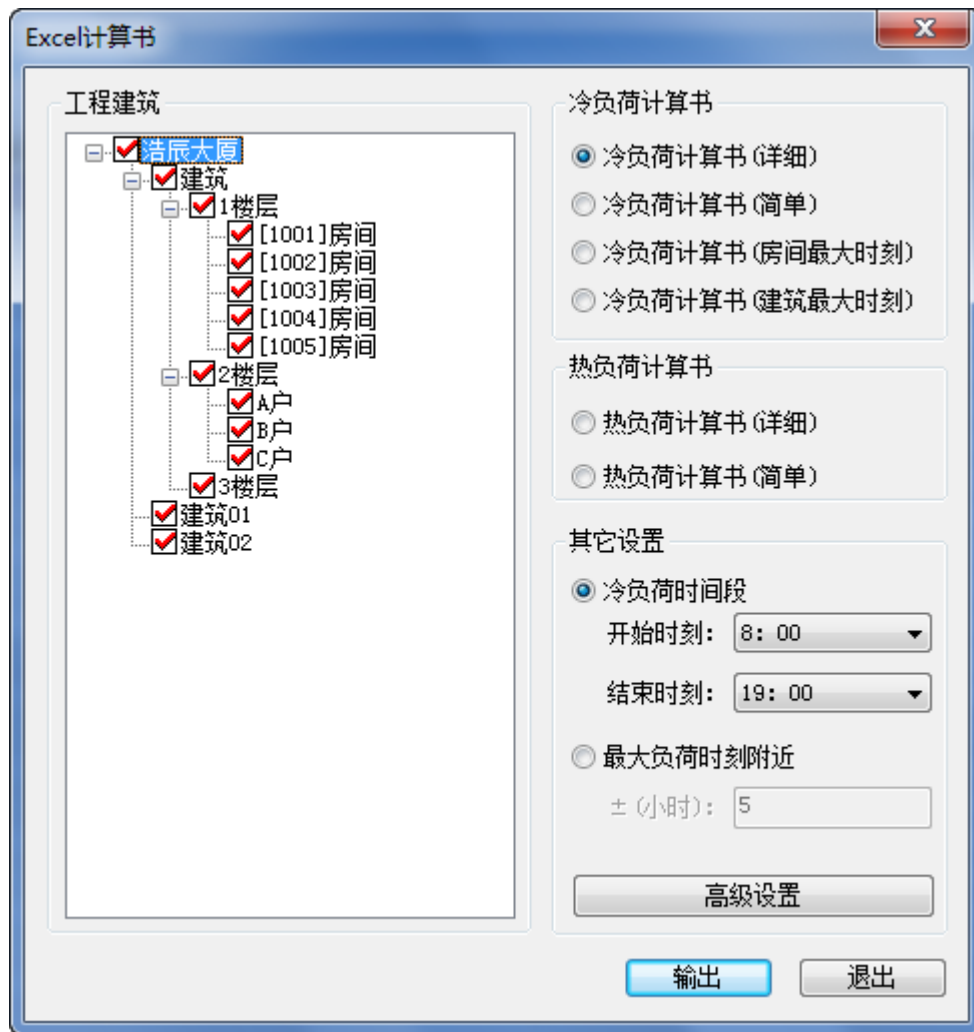 Excel计算书
工程建筑
浩辰大厦
建筑
1楼层
[1001]房间
[1002]房间
[1003]房间
[1004]房间
[1005]房间
2楼层
A户
B户
C户
3楼层
建筑01
建筑02
冷负荷计算书
冷负荷计算书(详细)
冷负荷计算书(简单)
冷负荷计算书(房间最大时刻)
冷负荷计算书(建筑最大时刻)
热负荷计算书
热负荷计算书(详细)
热负荷计算书(简单)
其它设置
冷负荷时间段
开始时刻: 8: 00
结束时刻: 19: 00
最大负荷时刻附近
±(小时): 5
高级设置
输出 退出